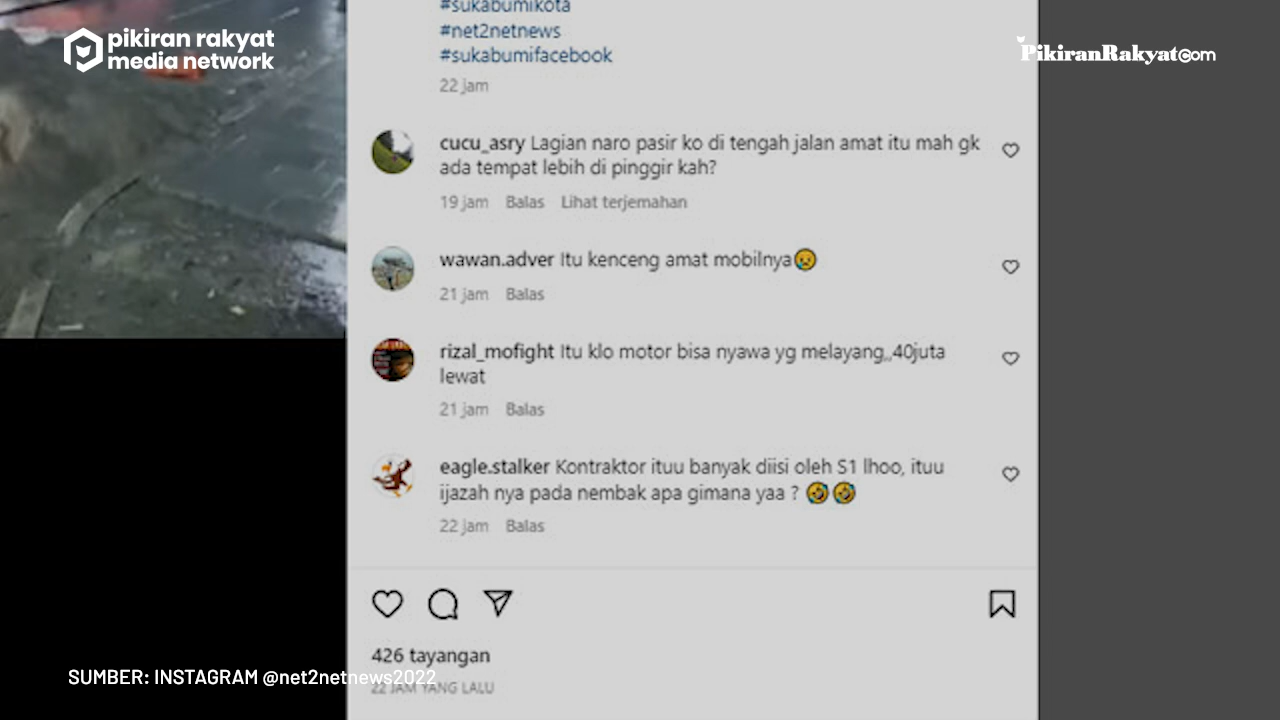 pikiran rakyat
media network
PikiranRakyat.com
#sukabumikota
#net2netnews
#sukabumifacebook
22 jam
cucu_asry Lagian naro pasir ko di tengah jalan amat itu mah gk
ada tempat lebih di pinggir kah?
19 jam Balas Lihat terjemahan
wawan.adver Itu kenceng amat mobilnya😥
21 jam Balas
rizal_mofight Itu klo motor bisa nyawa yg melayang,,40juta
lewat
21 jam Balas
eagle.stalker Kontraktor ituu banyak diisi oleh S1 lhoo, ituu
ijazah nya pada nembak apa gimana yaa ? 🤣🤣
22 jam Balas
426 tayangan
SUMBER: INSTAGRAM @net2netnews2022
22 JAM YANG LALU